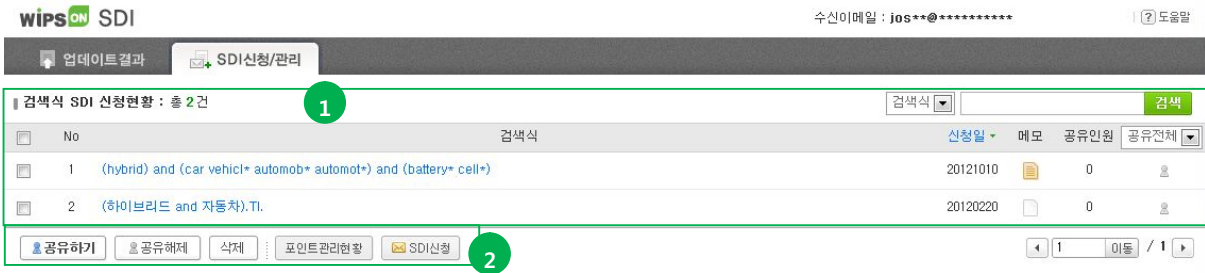 WIPS ON SDI 수신이메일 : jos**@********** ? 도움말
업데이트결과 SDI신청/관리
검색식 SDI 신청현황 : 총 2건 1 검색식 검색
No 검색식 신청일 메모 공유인원 공유전체
1 (hybrid) and (car vehicl* automob* automot*) and (battery* cell*) 20121010 0
2 (하이브리드 and 자동차).TI. 20120220 0
공유하기 공유해제 삭제 포인트관리현황 SDI신청 2 1 이동 / 1